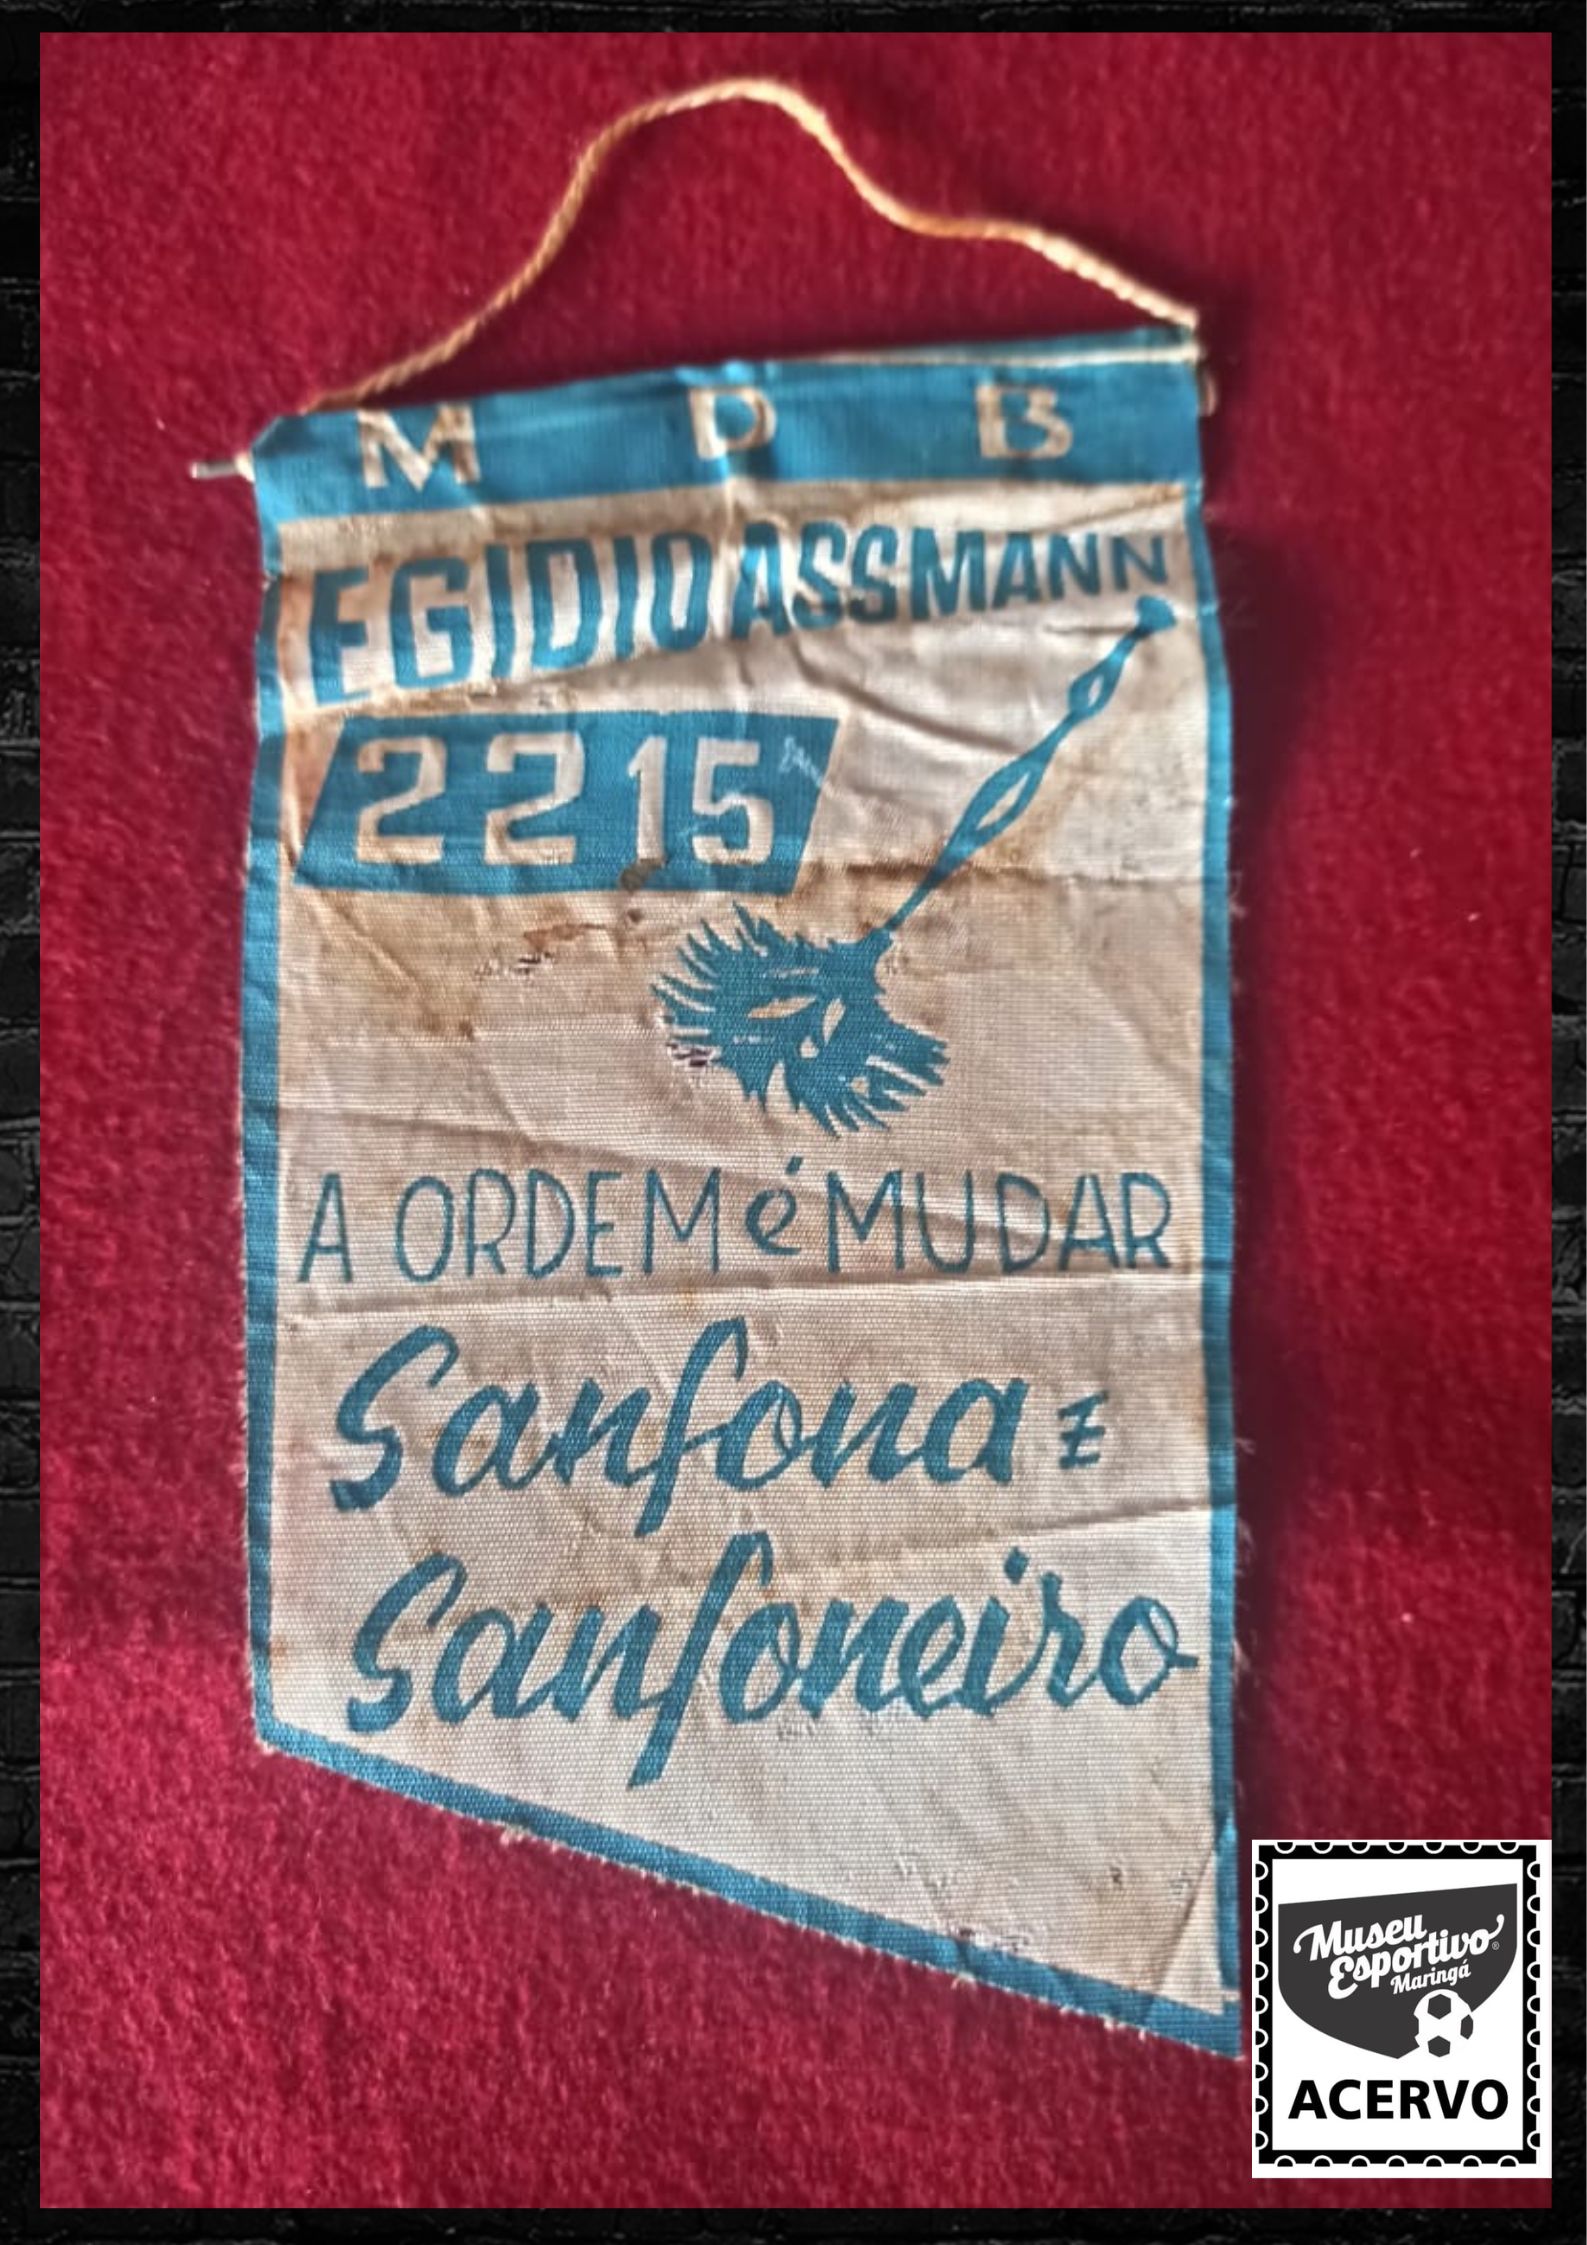 M D B
EGIDIO ASSMANN
2215
A ORDEM é MUDAR
Sanfona E
Sanfoneiro
Museu
Esportivo®
Maringá
ACERVO